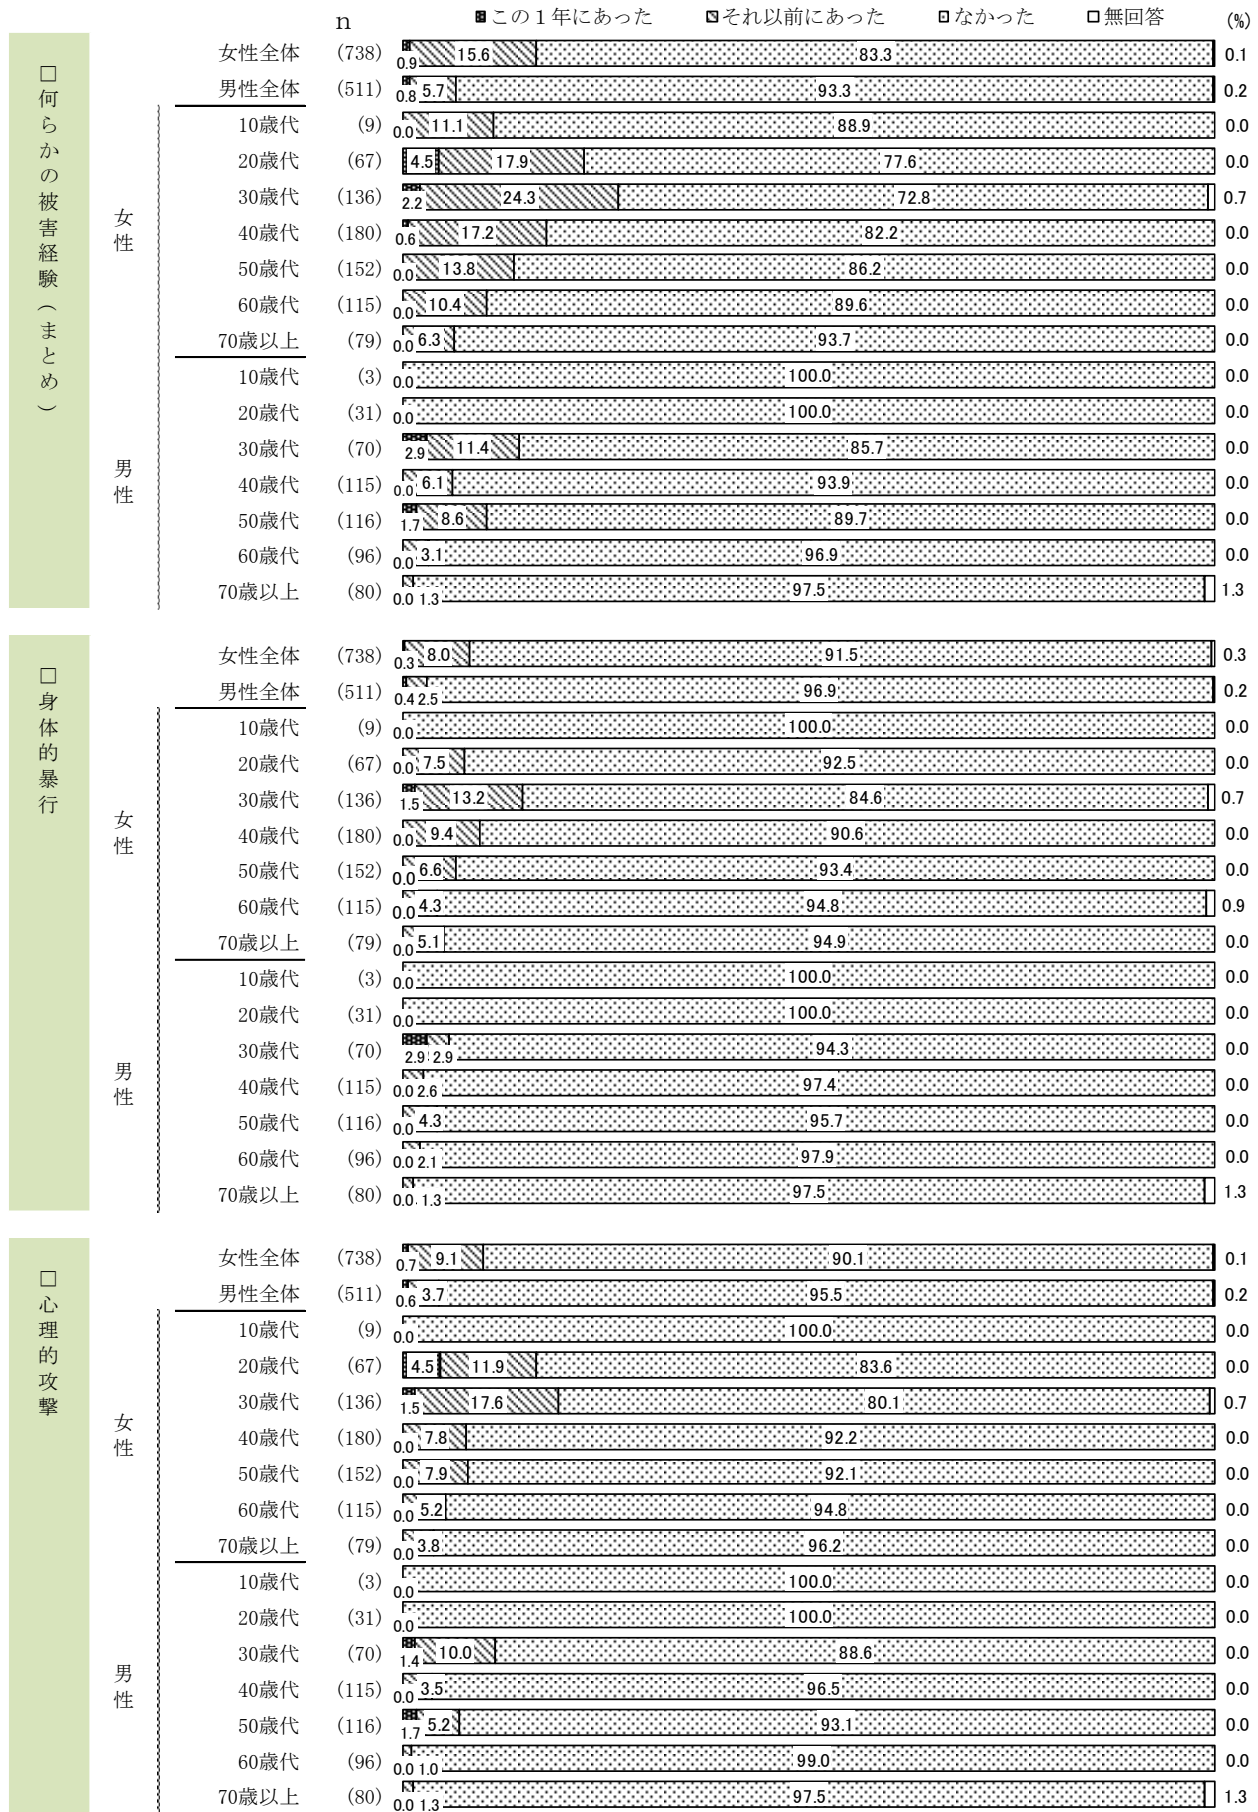 n ■この１年にあった ■それ以前にあった □なかった □無回答 (%)
□何らかの被害経験（まとめ）
女性全体 (738) 0.9 15.6 83.3 0.1
男性全体 (511) 0.8 5.7 93.3 0.2
女性
10歳代 (9) 0.0 11.1 88.9 0.0
20歳代 (67) 4.5 17.9 77.6 0.0
30歳代 (136) 2.2 24.3 72.8 0.7
40歳代 (180) 0.6 17.2 82.2 0.0
50歳代 (152) 0.0 13.8 86.2 0.0
60歳代 (115) 0.0 10.4 89.6 0.0
70歳以上 (79) 0.0 6.3 93.7 0.0
男性
10歳代 (3) 0.0 100.0 0.0
20歳代 (31) 0.0 100.0 0.0
30歳代 (70) 2.9 11.4 85.7 0.0
40歳代 (115) 0.0 6.1 93.9 0.0
50歳代 (116) 1.7 8.6 89.7 0.0
60歳代 (96) 0.0 3.1 96.9 0.0
70歳以上 (80) 0.0 1.3 97.5 1.3
□身体的暴行
女性全体 (738) 0.3 8.0 91.5 0.3
男性全体 (511) 0.4 2.5 96.9 0.2
女性
10歳代 (9) 0.0 100.0 0.0
20歳代 (67) 0.0 7.5 92.5 0.0
30歳代 (136) 1.5 13.2 84.6 0.7
40歳代 (180) 0.0 9.4 90.6 0.0
50歳代 (152) 0.0 6.6 93.4 0.0
60歳代 (115) 0.0 4.3 94.8 0.9
70歳以上 (79) 0.0 5.1 94.9 0.0
男性
10歳代 (3) 0.0 100.0 0.0
20歳代 (31) 0.0 100.0 0.0
30歳代 (70) 2.9 2.9 94.3 0.0
40歳代 (115) 0.0 2.6 97.4 0.0
50歳代 (116) 0.0 4.3 95.7 0.0
60歳代 (96) 0.0 2.1 97.9 0.0
70歳以上 (80) 0.0 1.3 97.5 1.3
□心理的攻撃
女性全体 (738) 0.7 9.1 90.1 0.1
男性全体 (511) 0.6 3.7 95.5 0.2
女性
10歳代 (9) 0.0 100.0 0.0
20歳代 (67) 4.5 11.9 83.6 0.0
30歳代 (136) 1.5 17.6 80.1 0.7
40歳代 (180) 0.0 7.8 92.2 0.0
50歳代 (152) 0.0 7.9 92.1 0.0
60歳代 (115) 0.0 5.2 94.8 0.0
70歳以上 (79) 0.0 3.8 96.2 0.0
男性
10歳代 (3) 0.0 100.0 0.0
20歳代 (31) 0.0 100.0 0.0
30歳代 (70) 1.4 10.0 88.6 0.0
40歳代 (115) 0.0 3.5 96.5 0.0
50歳代 (116) 1.7 5.2 93.1 0.0
60歳代 (96) 0.0 1.0 99.0 0.0
70歳以上 (80) 0.0 1.3 97.5 1.3